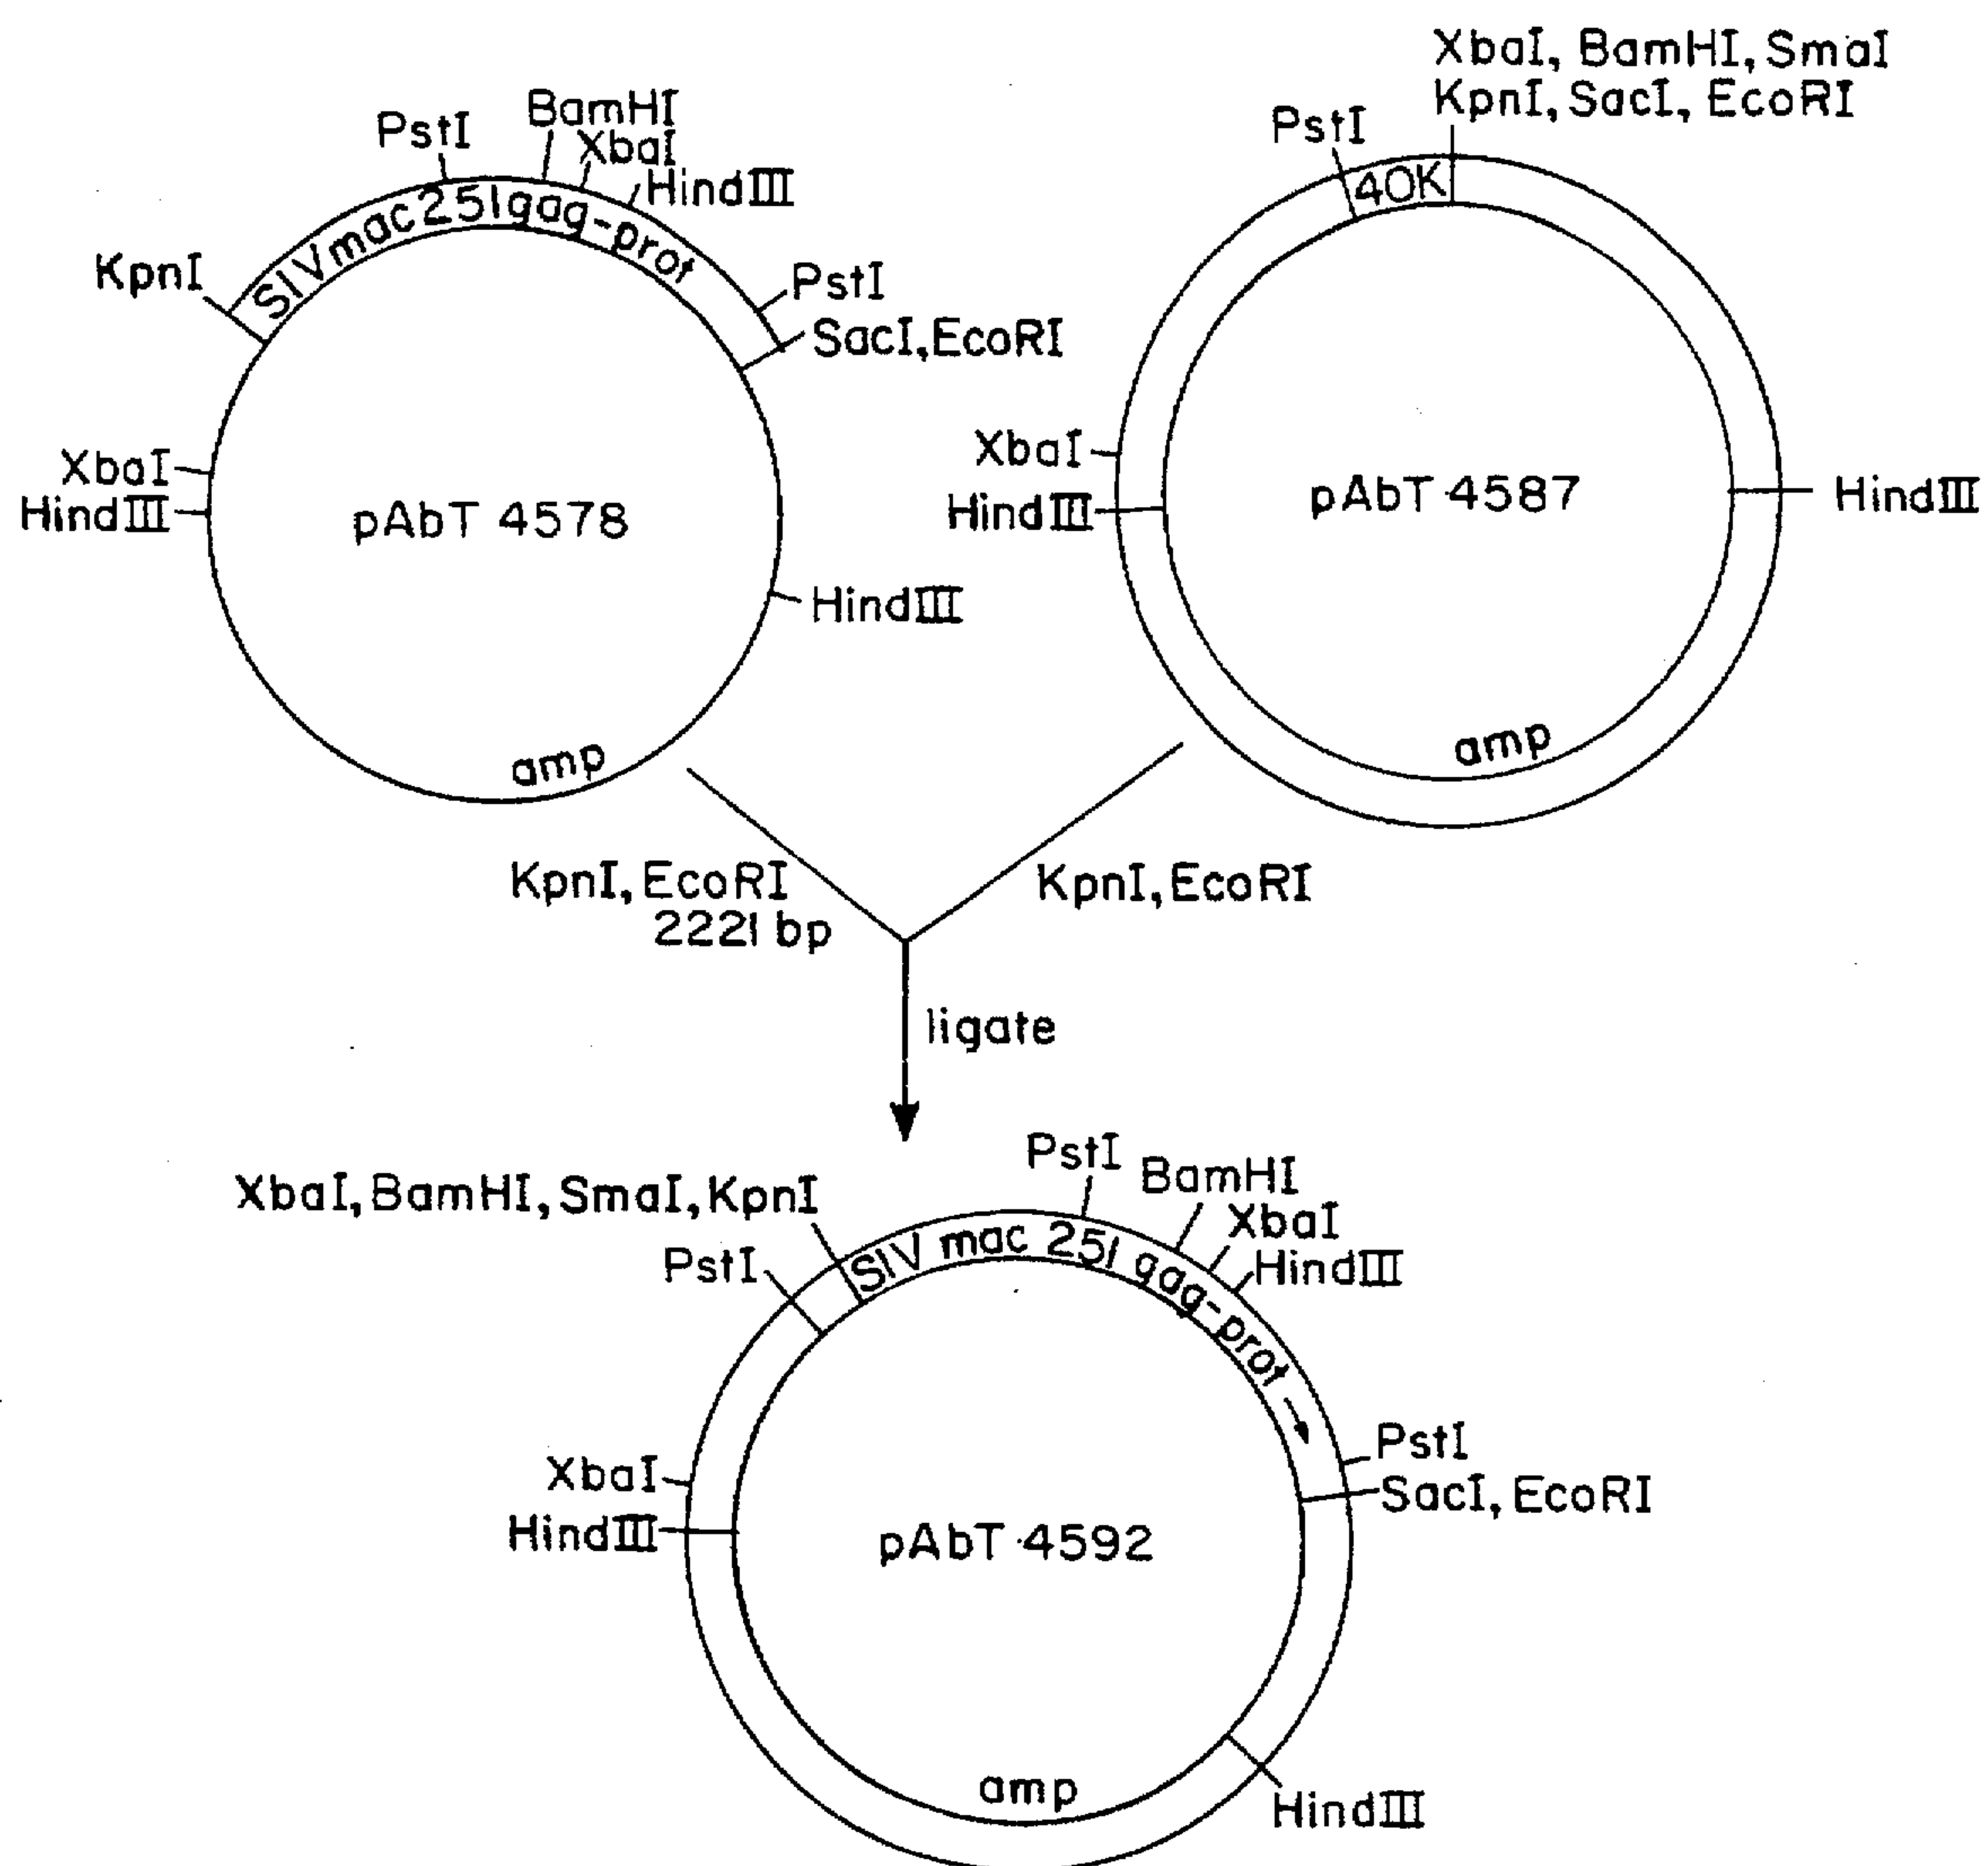 PstI
BamHI
XbaI
HindIII
SIVmac251gag-prot
KpnI
PstI
SacI,EcoRI
XbaI
HindIII
pAbT 4578
HindIII
amp
XbaI, BamHI, SmaI
KpnI, SacI, EcoRI
PstI
40K
XbaI
HindIII
pAbT 4587
HindIII
amp
KpnI, EcoRI
2221 bp
KpnI, EcoRI
ligate
XbaI, BamHI, SmaI, KpnI
PstI
PstI
BamHI
XbaI
HindIII
SIV mac 251 gag-prot
PstI
SacI, EcoRI
XbaI
HindIII
pAbT 4592
amp
HindIII